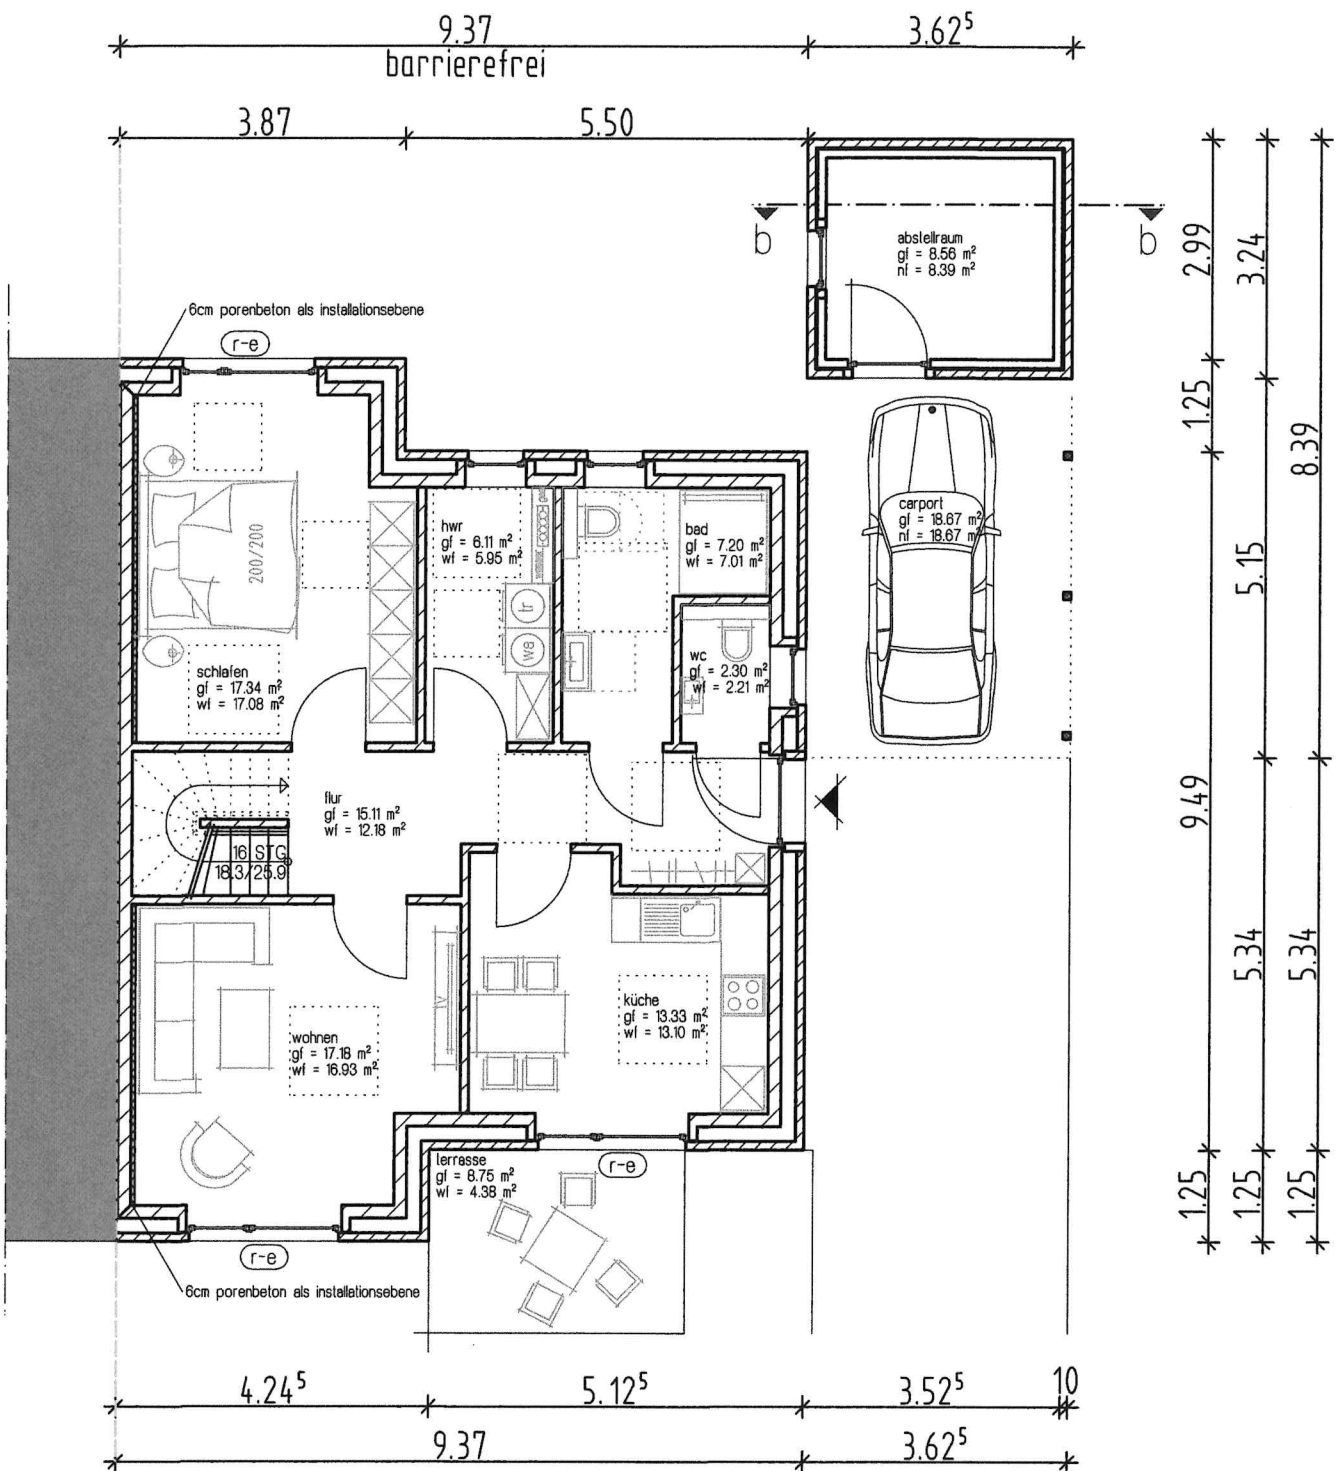 9.37
3.62⁵
barrierefrei
3.87
5.50
b
b
abstellraum
gf = 8.56 m²
nf = 8.39 m²
2.99
3.24
6cm porenbeton als installationsebene
r-e
1.25
8.39
carport
gf = 18.67 m²
nf = 18.67 m²
hwr
gf = 6.11 m²
wf = 5.95 m²
bad
gf = 7.20 m²
wf = 7.01 m²
200/200
5.15
tr
wa
schlafen
gf = 17.34 m²
wf = 17.08 m²
wc
gf = 2.30 m²
wf = 2.21 m²
flur
gf = 15.11 m²
wf = 12.18 m²
9.49
16 STG
18.3/25.9
5.34
5.34
TV
küche
gf = 13.33 m²
wf = 13.10 m²
wohnen
gf = 17.18 m²
wf = 16.93 m²
terrasse
gf = 8.75 m²
wf = 4.38 m²
r-e
1.25
1.25
1.25
r-e
6cm porenbeton als installationsebene
4.24⁵
5.12⁵
3.52⁵
10
9.37
3.62⁵